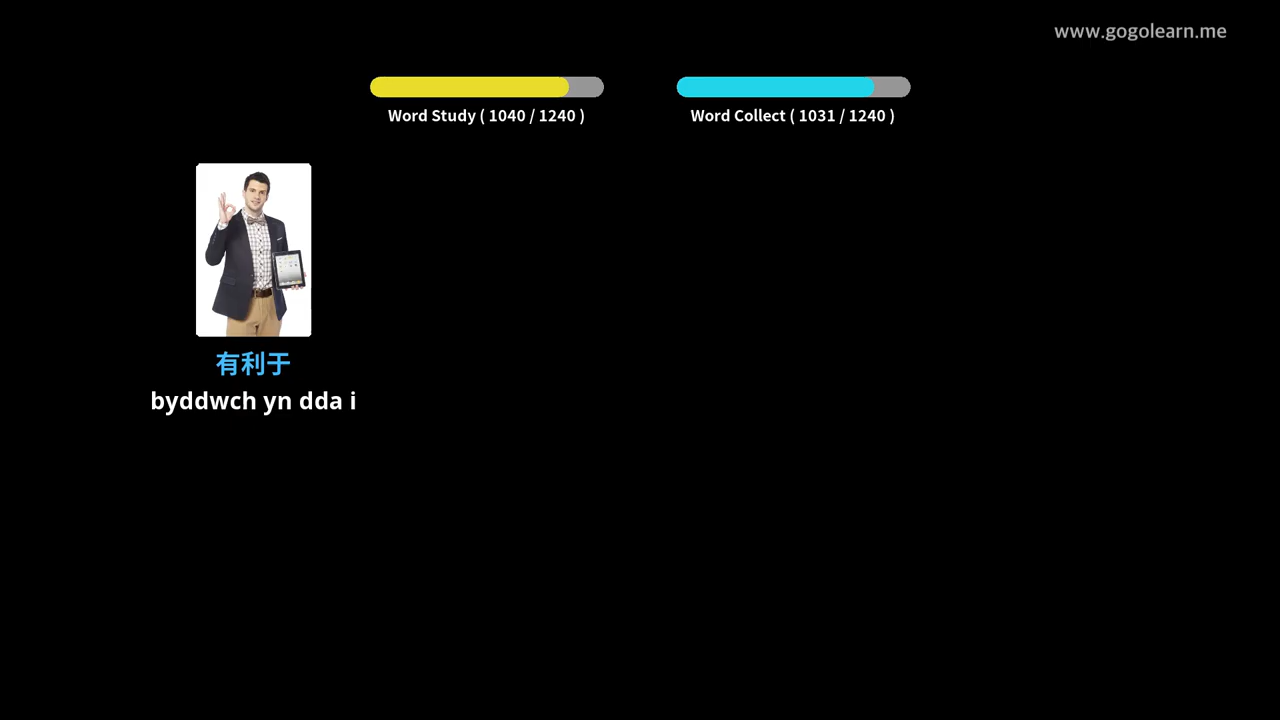 www.gogolearn.me
Word Study ( 1040 / 1240 )
Word Collect ( 1031 / 1240 )
有利于
byddwch yn dda i